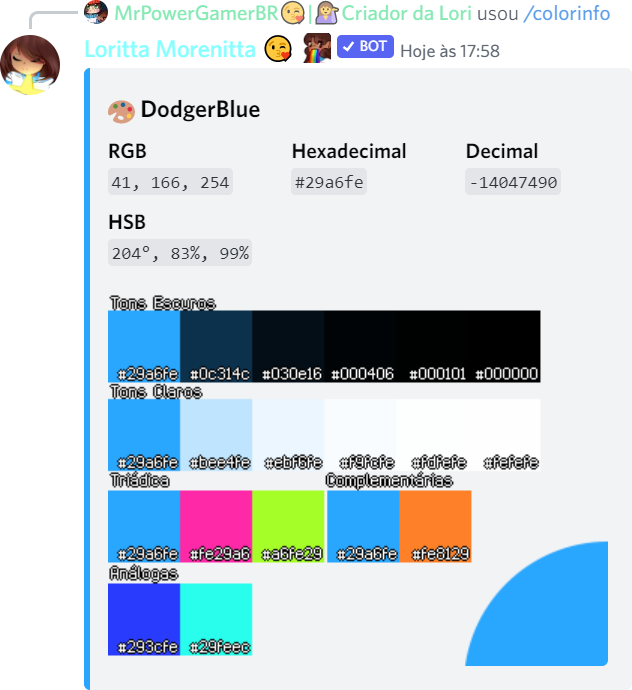 MrPowerGamerBR😘|💁Criador da Lori usou /colorinfo
Loritta Morenitta 😘 BOT Hoje às 17:58
🎨 DodgerBlue
RGB Hexadecimal Decimal
41, 166, 254 #29a6fe -14047490
HSB
204°, 83%, 99%
Tons Escuros
#29a6fe #0c314c #030e16 #000406 #000101 #000000
Tons Claros
#29a6fe #bee4fe #ebf6fe #f9fcfe #fdfefe #fefefe
Triádica Complementárias
#29a6fe #fe29a6 #a6fe29 #29a6fe #fe8129
Análogas
#293cfe #29feec